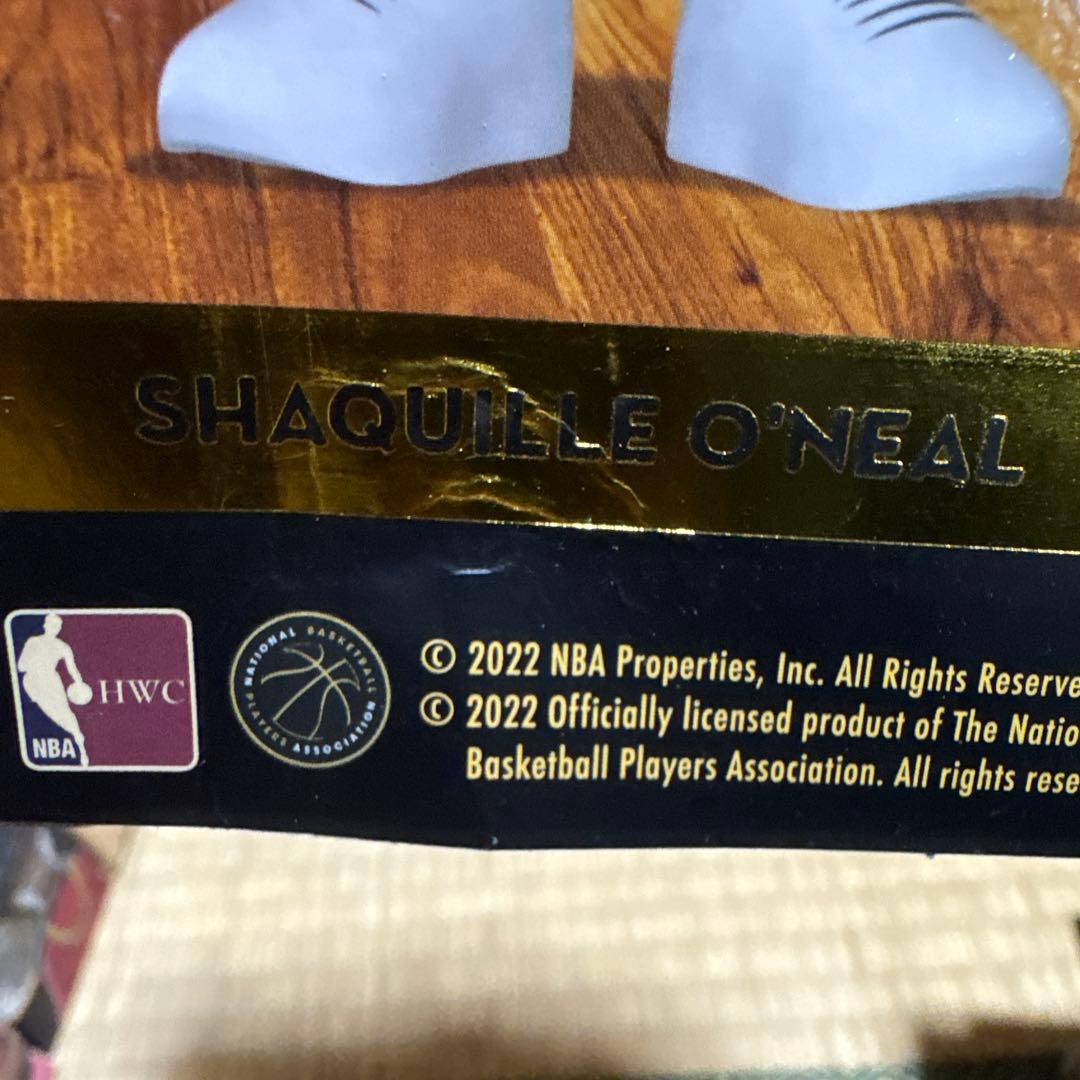 SHAQUILLE O'NEAL
NBA
HWC
NATIONAL BASKETBALL PLAYERS ASSOCIATION
© 2022 NBA Properties, Inc. All Rights Reserve
© 2022 Officially licensed product of The Natio
Basketball Players Association. All rights rese